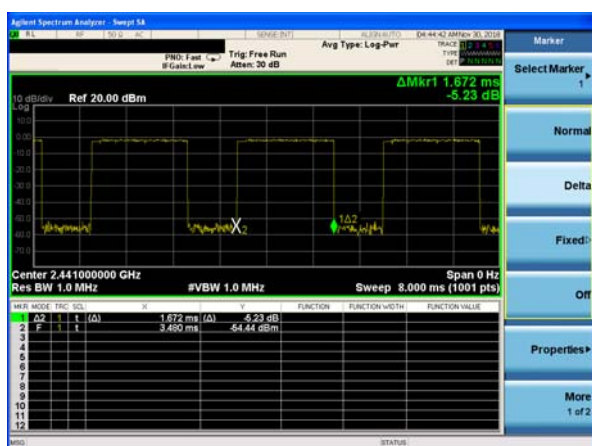 Agilent Spectrum Analyzer - Swept SA
RL RF 50 Ω AC SENSE:INT ALIGNAUTO 04:44:42 AM Nov 30, 2018
Avg Type: Log-Pwr
TRACE 1 2 3 4 5 6
TYPE
DET P N N N N N
PNO: Fast
IFGain:Low
Trig: Free Run
Atten: 30 dB
ΔMkr1 1.672 ms
-5.23 dB
10 dB/div Ref 20.00 dBm
Log
10.0
0.00
-10.0
-20.0
-30.0
-40.0
-50.0
-60.0
-70.0
X2
1Δ2
Center 2.441000000 GHz Span 0 Hz
Res BW 1.0 MHz #VBW 1.0 MHz Sweep 8.000 ms (1001 pts)
MKR MODE TRC SCL X Y FUNCTION FUNCTION WIDTH FUNCTION VALUE
1 Δ2 1 t (Δ) 1.672 ms (Δ) -5.23 dB
2 F 1 t 3.480 ms -54.44 dBm
3
4
5
6
7
8
9
10
11
12
MSG STATUS
Marker
Select Marker
1
Normal
Delta
Fixed
Off
Properties
More
1 of 2